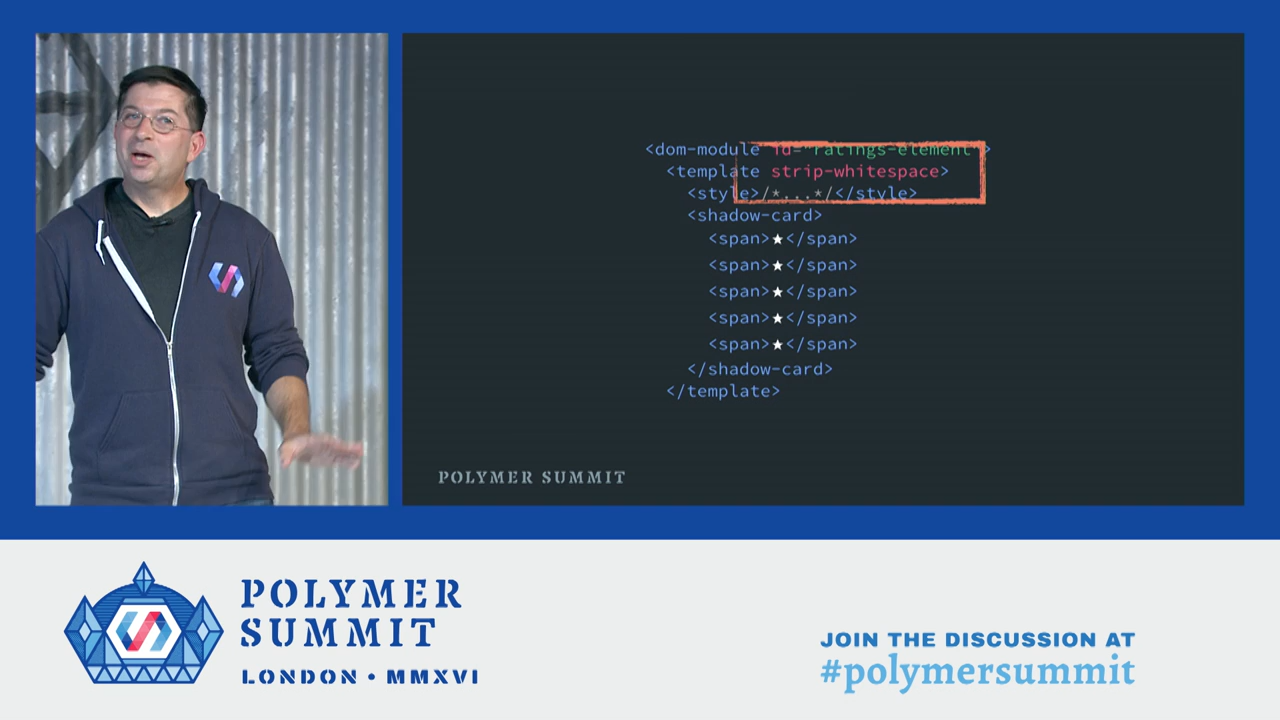 <dom-module id="ratings-element">
<template strip-whitespace>
<style>/*...*/</style>
<shadow-card>
<span>★</span>
<span>★</span>
<span>★</span>
<span>★</span>
<span>★</span>
</shadow-card>
</template>
POLYMER SUMMIT
POLYMER
SUMMIT
LONDON • MMXVI
JOIN THE DISCUSSION AT
#polymersummit